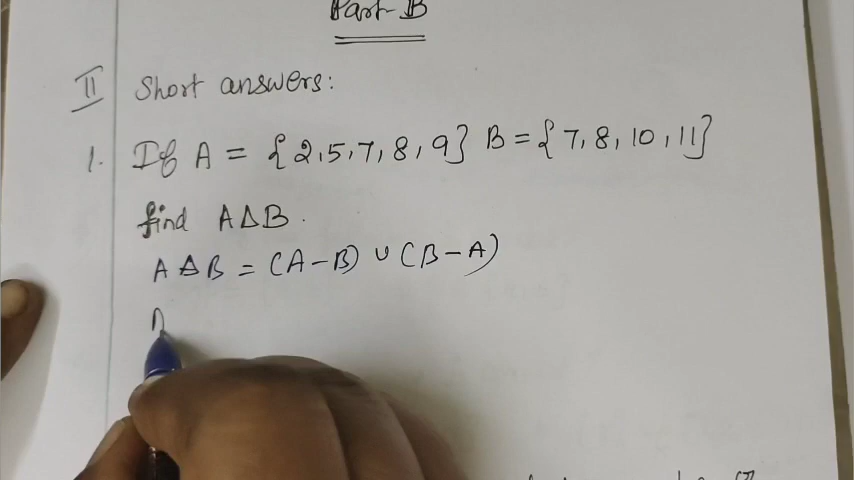 Part-B
II Short answers:
1. If A = {2,5,7,8,9} B = {7,8,10,11}
find A∆B.
A∆B = (A-B) ∪ (B-A)